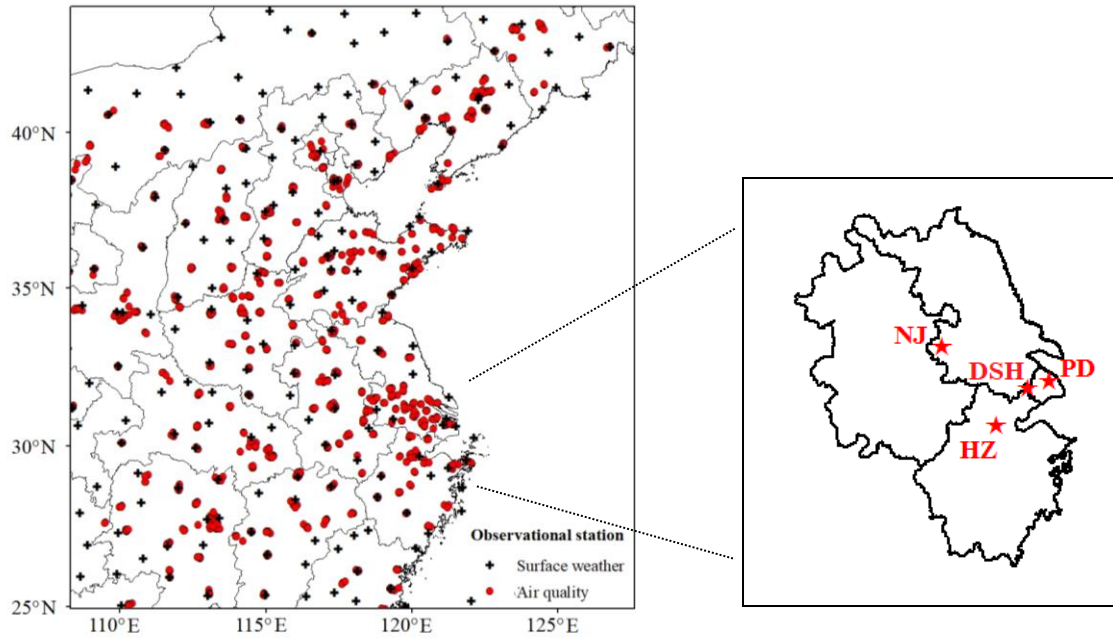 40°N
35°N
30°N
25°N
110°E
115°E
120°E
125°E
Observational station
Surface weather
Air quality
NJ
DSH
PD
HZ